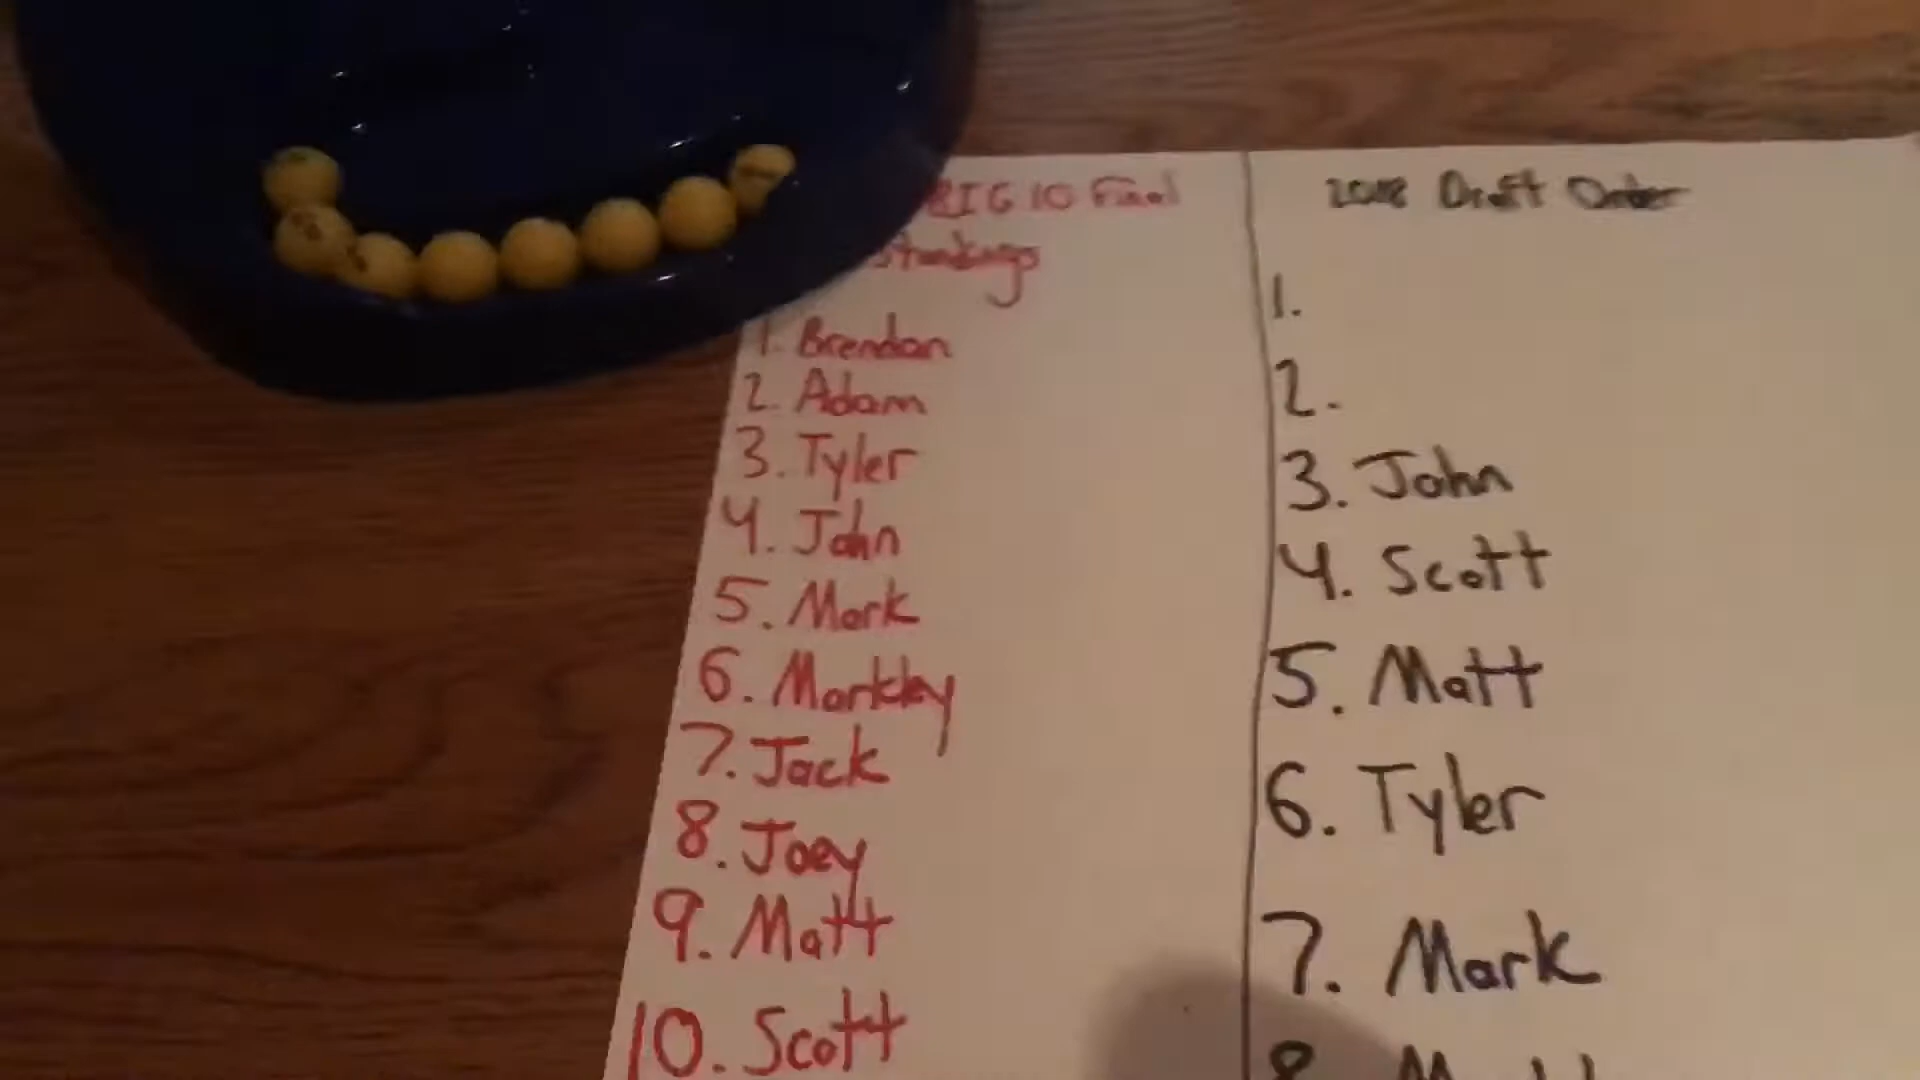 BIG 10 Final
Standings
1. Brendan
2. Adam
3. Tyler
4. John
5. Mark
6. Markley
7. Jack
8. Joey
9. Matt
10. Scott
2018 Draft Order
1.
2.
3. John
4. Scott
5. Matt
6. Tyler
7. Mark
8.